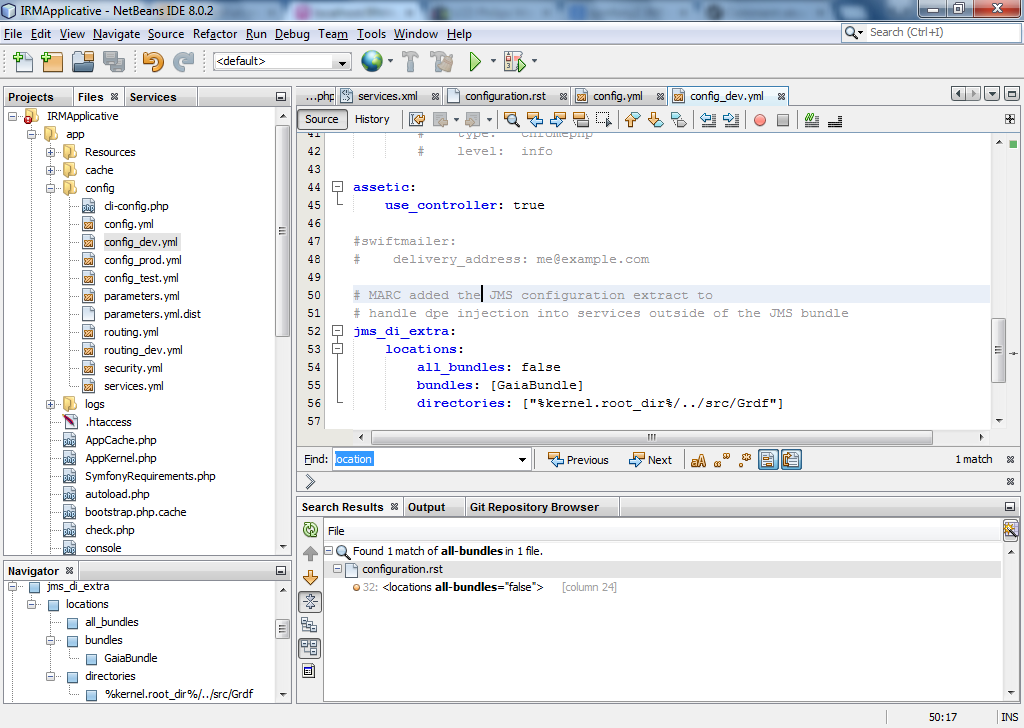 IRMApplicative - NetBeans IDE 8.0.2
File Edit View Navigate Source Refactor Run Debug Team Tools Window Help
Search (Ctrl+I)
<default>
Projects Files Services
IRMApplicative
app
Resources
cache
config
cli-config.php
config.yml
config_dev.yml
config_prod.yml
config_test.yml
parameters.yml
parameters.yml.dist
routing.yml
routing_dev.yml
security.yml
services.yml
logs
.htaccess
AppCache.php
AppKernel.php
SymfonyRequirements.php
autoload.php
bootstrap.php.cache
check.php
console
Navigator
jms_di_extra
locations
all_bundles
bundles
GaiaBundle
directories
%kernel.root_dir%/../src/Grdf
...php services.xml configuration.rst config.yml config_dev.yml
Source History
41 # type: chromephp
42 # level: info
43
44 assetic:
45 use_controller: true
46
47 #swiftmailer:
48 # delivery_address: me@example.com
49
50 # MARC added the JMS configuration extract to
51 # handle dpe injection into services outside of the JMS bundle
52 jms_di_extra:
53 locations:
54 all_bundles: false
55 bundles: [GaiaBundle]
56 directories: ["%kernel.root_dir%/../src/Grdf"]
57
Find: ocation Previous Next 1 match
Search Results Output Git Repository Browser
File
Found 1 match of all-bundles in 1 file.
configuration.rst
32: <locations all-bundles="false"> [column 24]
50:17 INS